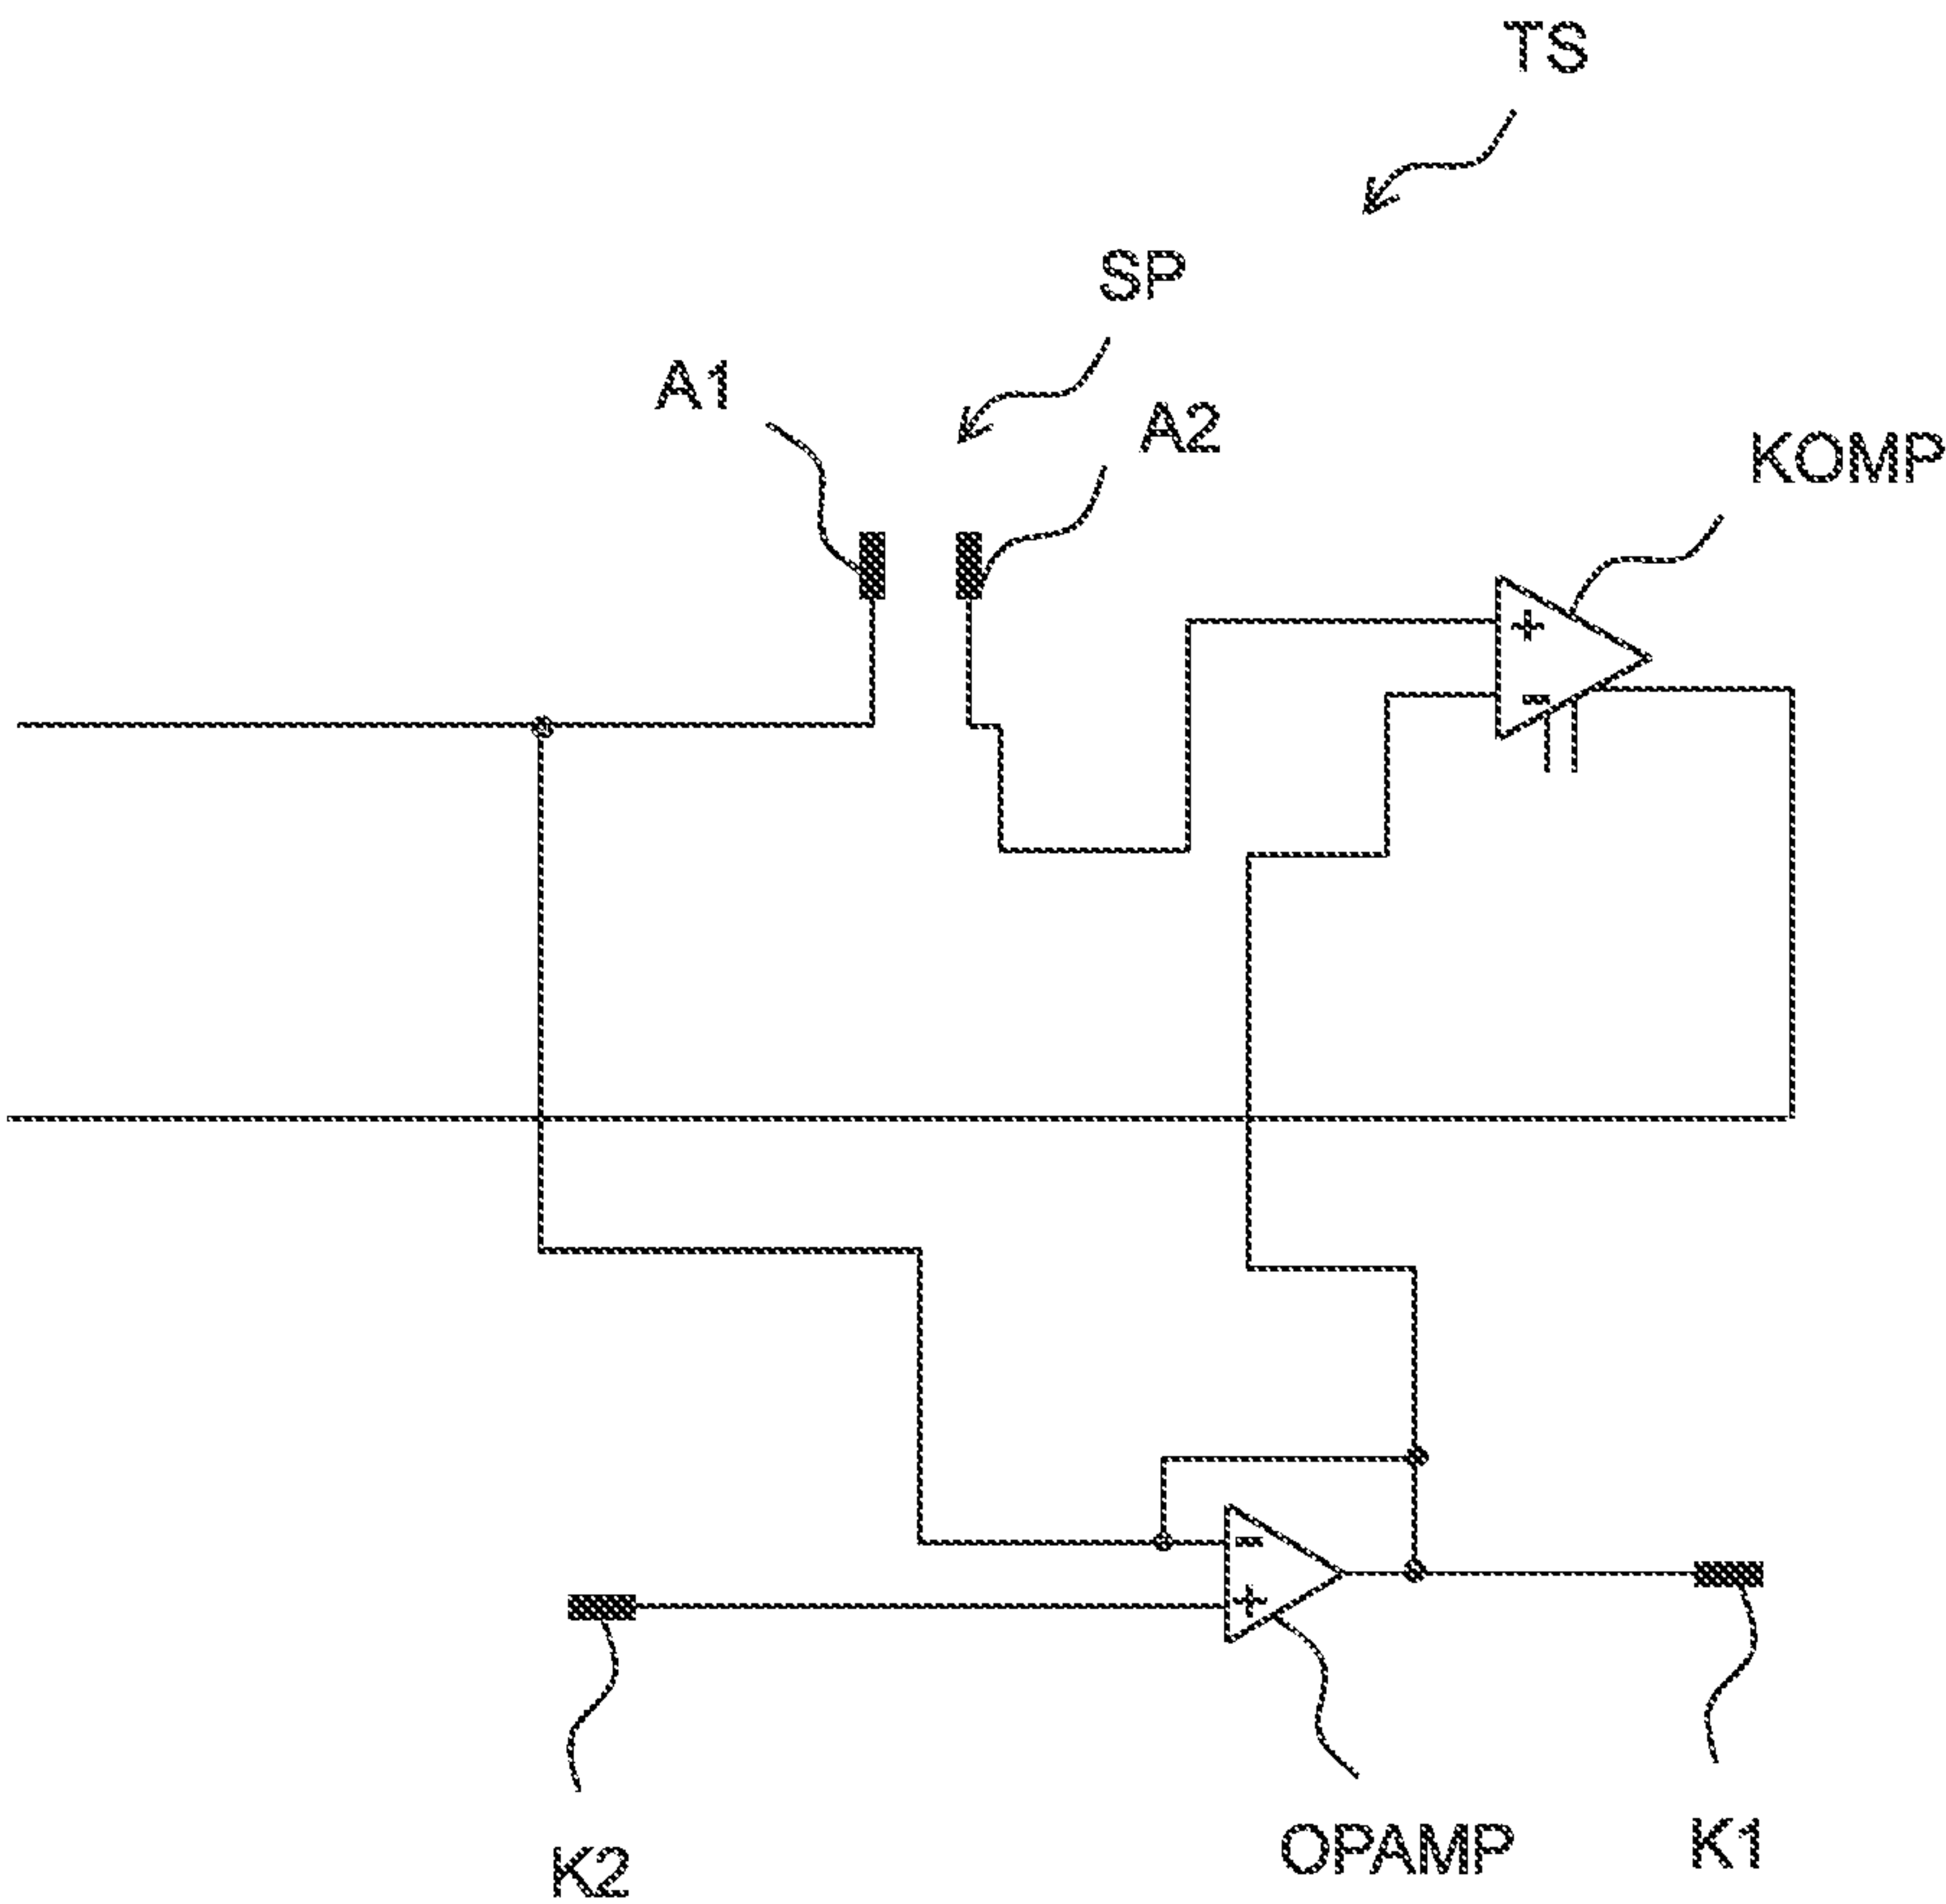 TS
SP
A1
A2
KOMP
+
-
-
+
K2
OPAMP
K1